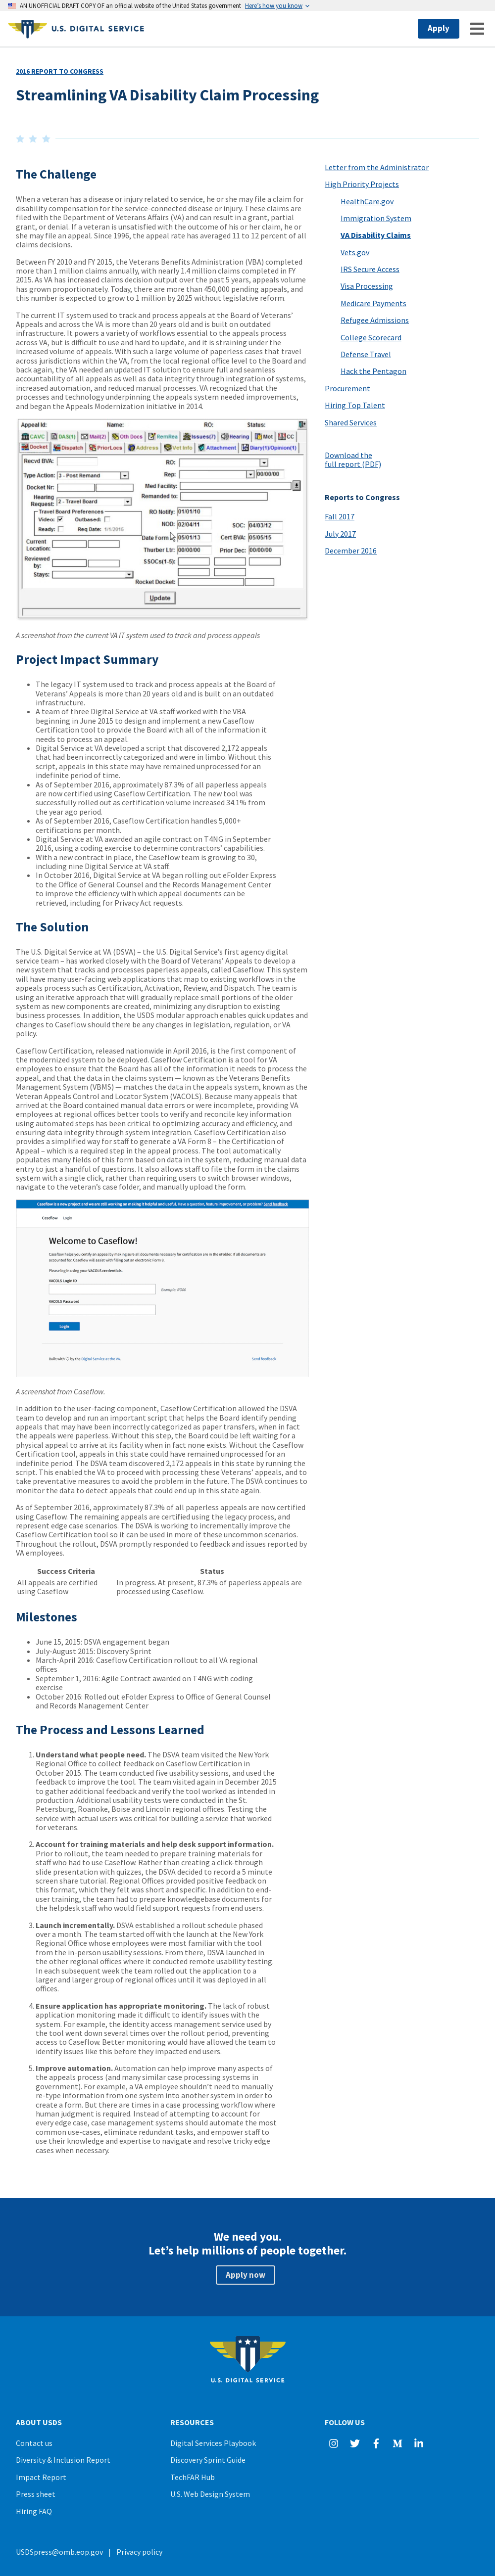 AN UNOFFICIAL DRAFT COPY OF an official website of the United States government Here’s how you know
U.S. DIGITAL SERVICE
Apply
2016 REPORT TO CONGRESS
Streamlining VA Disability Claim Processing
The Challenge
When a veteran has a disease or injury related to service, he or she may file a claim for
disability compensation for the service-connected disease or injury. These claims are
filed with the Department of Veterans Affairs (VA) and can result in a grant, partial
grant, or denial. If a veteran is unsatisfied with the outcome of his or her claim, he or
she may file an appeal. Since 1996, the appeal rate has averaged 11 to 12 percent of all
claims decisions.
Between FY 2010 and FY 2015, the Veterans Benefits Administration (VBA) completed
more than 1 million claims annually, with nearly 1.4 million claims completed in FY
2015. As VA has increased claims decision output over the past 5 years, appeals volume
has grown proportionately. Today, there are more than 450,000 pending appeals, and
this number is expected to grow to 1 million by 2025 without legislative reform.
The current IT system used to track and process appeals at the Board of Veterans’
Appeals and across the VA is more than 20 years old and is built on outdated
infrastructure. It powers a variety of workflows essential to the appeals process
across VA, but is difficult to use and hard to update, and it is struggling with the
increased volume of appeals. With such a large volume of paperless cases that travel
across jurisdictions within the VA, from the local regional office level to the Board and
back, the VA requires a modernized IT solution to maintain full end to end seamless
accountability of all appeals as well as data integrity through integration of systems,
increased automation, and reduced manual processes. VA recognized these
processing and technology limitations of the existing appeals system needed improvements,
and began the Appeals Modernization initiative in 2014.
Appeal Id: Name: SSN:
CAVC DAS(1) Mail(2) Oth Docs Remifea Issues(7) Hearing Mot CC
Docket Dispatch PriorLocs Address Entitle VetInfo Attachment Diary(1) VBOptions
Recvd BVA: RO: Reg:
Type Action: 3 - Post Remand Rep:
Docket Nr: Med Facility:
Hearing Request: 2 - Travel Board Memorandum to:
Travel Board Preferences
Video: Outbased:
Ready: Req Date: 1/6/2015
RO Notify: 01/01/10
NOD: 02/04/11 SOC: 04/03/12
Form 9: 05/01/13 Orig Cert: 05/05/14
Current Location:
Thurber Ltr: Prior Dec:
Reviewed by: SSOCs(1-5):
Stays: Rocket Docket:
Update
A screenshot from the current VA IT system used to track and process appeals
Project Impact Summary
The legacy IT system used to track and process appeals at the Board of
Veterans’ Appeals is more than 20 years old and is built on an outdated
infrastructure.
A team of three Digital Service at VA staff worked with the VBA
beginning in June 2015 to design and implement a new Caseflow
Certification tool to provide the Board with all of the information it
needs to process an appeal.
Digital Service at VA developed a script that discovered 2,172 appeals
that had been incorrectly categorized and were in limbo. Without this
script, appeals in this state may have remained unprocessed for an
indefinite period of time.
As of September 2016, approximately 87.3% of all paperless appeals
are now certified using Caseflow Certification. The new tool was
successfully rolled out as certification volume increased 34.1% from
the year ago period.
As of September 2016, Caseflow Certification handles 5,000+
certifications per month.
Digital Service at VA awarded an agile contract on T4NG in September
2016, using a coding exercise to determine contractors’ capabilities.
With a new contract in place, the Caseflow team is growing to 30,
including nine Digital Service at VA staff.
In October 2016, Digital Service at VA began rolling out eFolder Express
to the Office of General Counsel and the Records Management Center
to improve the efficiency with which appeal documents can be
retrieved, including for Privacy Act requests.
The Solution
The U.S. Digital Service at VA (DSVA) – the U.S. Digital Service’s first agency digital
service team – has worked closely with the Board of Veterans’ Appeals to develop a
new system that tracks and processes paperless appeals, called Caseflow. This system
will have many user-facing web applications that map to existing workflows in the
appeals process such as Certification, Activation, Review, and Dispatch. The team is
using an iterative approach that will gradually replace small portions of the older
system as new components are created, minimizing any disruption to existing
business processes. In addition, the USDS modular approach enables quick updates and
changes to Caseflow should there be any changes in legislation, regulation, or VA
policy.
Caseflow Certification, released nationwide in April 2016, is the first component of
the modernized system to be deployed. Caseflow Certification is a tool for VA
employees to ensure that the Board has all of the information it needs to process the
appeal, and that the data in the claims system — known as the Veterans Benefits
Management System (VBMS) — matches the data in the appeals system, known as the
Veteran Appeals Control and Locator System (VACOLS). Because many appeals that
arrived at the Board contained manual data errors or were incomplete, providing VA
employees at regional offices better tools to verify and reconcile key information
using automated steps has been critical to optimizing accuracy and efficiency, and
ensuring data integrity through system integration. Caseflow Certification also
provides a simplified way for staff to generate a VA Form 8 – the Certification of
Appeal – which is a required step in the appeal process. The tool automatically
populates many fields of this form based on data in the system, reducing manual data
entry to just a handful of questions. It also allows staff to file the form in the claims
system with a single click, rather than requiring users to switch browser windows,
navigate to the veteran’s case folder, and manually upload the form.
Caseflow is a new project and we are still working on making it helpful and useful. Have a question, feature improvement, or problem? Send feedback
Caseflow Login
Welcome to Caseflow!
Caseflow helps you certify an appeal by making sure all of the documents necessary for certification are in the eFolder. If all documents are
accounted for, Caseflow will assist you with filling out an electronic Form 8.
Please log in using your VACOLS credentials.
VACOLS Login ID
VACOLS Password
Login
Built with ♡ by the Digital Service at the VA.
Send feedback
A screenshot from Caseflow.
In addition to the user-facing component, Caseflow Certification allowed the DSVA
team to develop and run an important script that helps the Board identify pending
appeals that may have been incorrectly categorized as paper transfers, when in fact
the appeals were paperless. Without this step, the Board could be left waiting for a
physical appeal to arrive at its facility when in fact none exists. Without the Caseflow
Certification tool, appeals in this state could have remained unprocessed for an
indefinite period. The DSVA team discovered 2,172 appeals in this state by running the
script. This enabled the VA to proceed with processing these Veterans’ appeals, and to
take preventative measures to avoid the problem in the future. The DSVA continues to
monitor the data to detect appeals that could end up in this state again.
As of September 2016, approximately 87.3% of all paperless appeals are now certified
using Caseflow. The remaining appeals are certified using the legacy process, and
represent edge case scenarios. The DSVA is working to incrementally improve the
Caseflow Certification tool so it can be used in more of these uncommon scenarios.
Throughout the rollout, DSVA promptly responded to feedback and issues reported by
VA employees.
Success Criteria Status
All appeals are certified using Caseflow
In progress. At present, 87.3% of paperless appeals are processed using Caseflow.
Milestones
June 15, 2015: DSVA engagement began
July-August 2015: Discovery Sprint
March-April 2016: Caseflow Certification rollout to all VA regional
offices
September 1, 2016: Agile Contract awarded on T4NG with coding
exercise
October 2016: Rolled out eFolder Express to Office of General Counsel
and Records Management Center
The Process and Lessons Learned
1. Understand what people need. The DSVA team visited the New York
Regional Office to collect feedback on Caseflow Certification in
October 2015. The team conducted five usability sessions, and used the
feedback to improve the tool. The team visited again in December 2015
to gather additional feedback and verify the tool worked as intended in
production. Additional usability tests were conducted in the St.
Petersburg, Roanoke, Boise and Lincoln regional offices. Testing the
service with actual users was critical for building a service that worked
for veterans.
2. Account for training materials and help desk support information.
Prior to rollout, the team needed to prepare training materials for
staff who had to use Caseflow. Rather than creating a click-through
slide presentation with quizzes, the DSVA decided to record a 5 minute
screen share tutorial. Regional Offices provided positive feedback on
this format, which they felt was short and specific. In addition to end-
user training, the team had to prepare knowledgebase documents for
the helpdesk staff who would field support requests from end users.
3. Launch incrementally. DSVA established a rollout schedule phased
over a month. The team started off with the launch at the New York
Regional Office whose employees were most familiar with the tool
from the in-person usability sessions. From there, DSVA launched in
the other regional offices where it conducted remote usability testing.
In each subsequent week the team rolled out the application to a
larger and larger group of regional offices until it was deployed in all
offices.
4. Ensure application has appropriate monitoring. The lack of robust
application monitoring made it difficult to identify issues with the
system. For example, the identity access management service used by
the tool went down several times over the rollout period, preventing
access to Caseflow. Better monitoring would have allowed the team to
identify issues like this before they impacted end users.
5. Improve automation. Automation can help improve many aspects of
the appeals process (and many similar case processing systems in
government). For example, a VA employee shouldn’t need to manually
re-type information from one system into another system in order to
create a form. But there are times in a case processing workflow where
human judgment is required. Instead of attempting to account for
every edge case, case management systems should automate the most
common use-cases, eliminate redundant tasks, and empower staff to
use their knowledge and expertise to navigate and resolve tricky edge
cases when necessary.
Letter from the Administrator
High Priority Projects
HealthCare.gov
Immigration System
VA Disability Claims
Vets.gov
IRS Secure Access
Visa Processing
Medicare Payments
Refugee Admissions
College Scorecard
Defense Travel
Hack the Pentagon
Procurement
Hiring Top Talent
Shared Services
Download the
full report (PDF)
Reports to Congress
Fall 2017
July 2017
December 2016
We need you.
Let’s help millions of people together.
Apply now
U.S. DIGITAL SERVICE
ABOUT USDS
Contact us
Diversity & Inclusion Report
Impact Report
Press sheet
Hiring FAQ
RESOURCES
Digital Services Playbook
Discovery Sprint Guide
TechFAR Hub
U.S. Web Design System
FOLLOW US
USDSpress@omb.eop.gov | Privacy policy